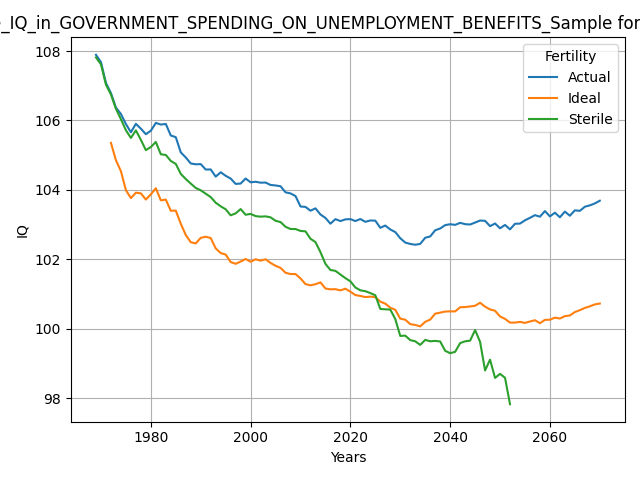 _IQ_in_GOVERNMENT_SPENDING_ON_UNEMPLOYMENT_BENEFITS_Sample for
108
106
104
102
100
98
IQ
Fertility
Actual
Ideal
Sterile
1980
2000
2020
2040
2060
Years